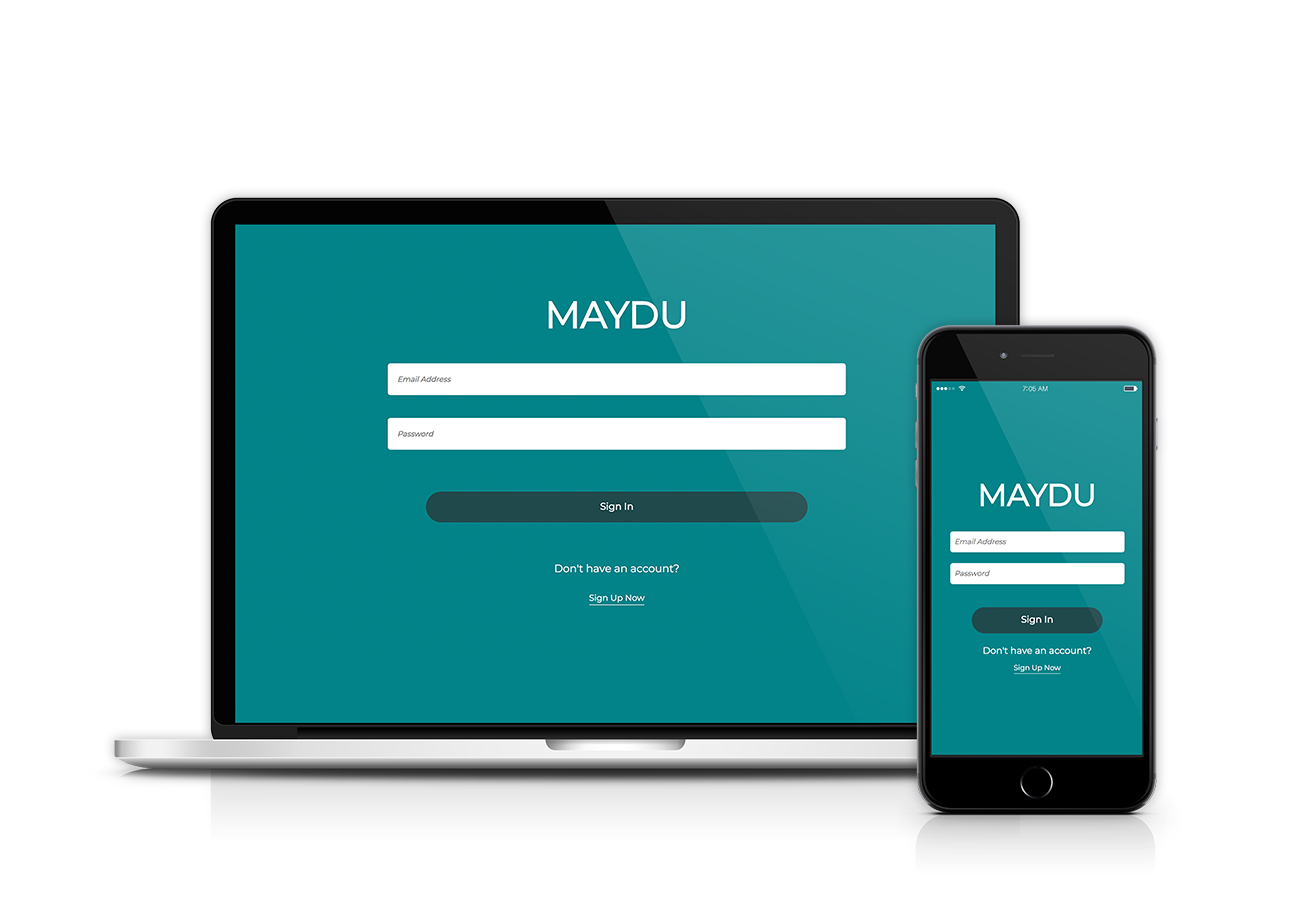 MAYDU
Email Address
Password
Sign In
Don't have an account?
Sign Up Now
7:05 AM
MAYDU
Email Address
Password
Sign In
Don't have an account?
Sign Up Now